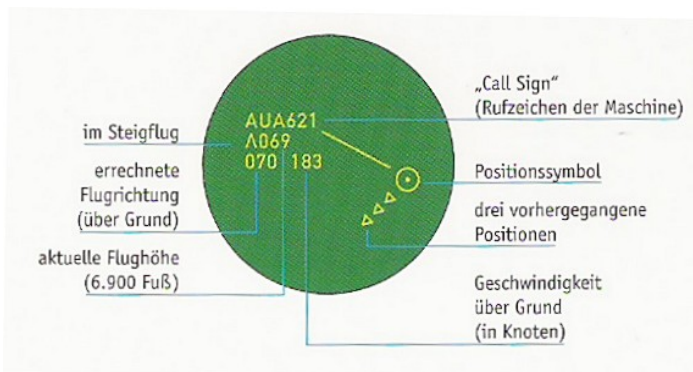 im Steigflug
errechnete
Flugrichtung
(über Grund)
aktuelle Flughöhe
(6.900 Fuß)
AUA621
Λ069
070 183
„Call Sign“
(Rufzeichen der Maschine)
Positionssymbol
drei vorhergegangene
Positionen
Geschwindigkeit
über Grund
(in Knoten)